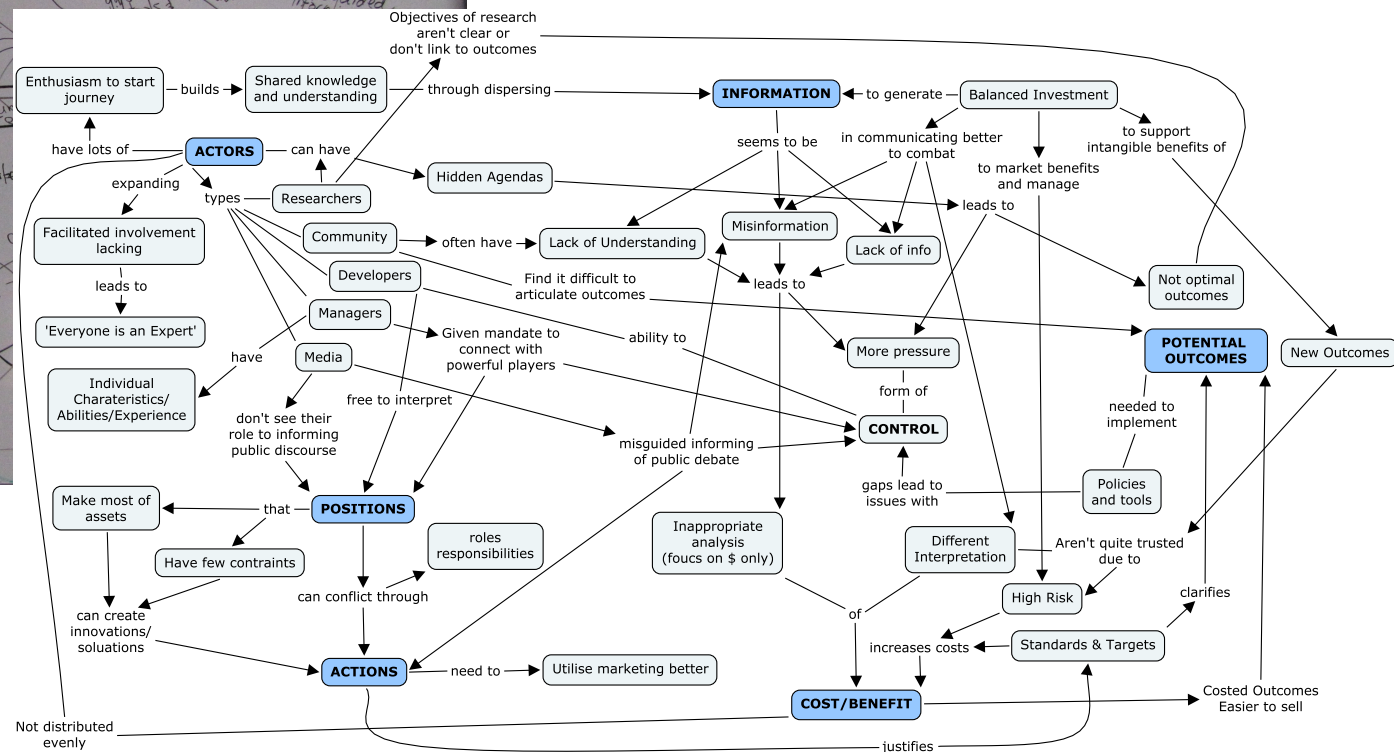 Objectives of research
aren't clear or
don't link to outcomes
Enthusiasm to start
journey
builds
Shared knowledge
and understanding
through dispersing
INFORMATION
to generate
Balanced Investment
have lots of
ACTORS
can have
seems to be
in communicating better
to combat
to support
intangible benefits of
to market benefits
and manage
expanding
types
Researchers
Hidden Agendas
leads to
Facilitated involvement
lacking
Community
often have
Lack of Understanding
Misinformation
Lack of info
leads to
Developers
Find it difficult to
articulate outcomes
leads to
Not optimal
outcomes
'Everyone is an Expert'
Managers
Given mandate to
connect with
powerful players
ability to
More pressure
POTENTIAL
OUTCOMES
New Outcomes
have
Media
Individual
Charateristics/
Abilities/Experience
free to interpret
form of
needed to
implement
don't see their
role to informing
public discourse
misguided informing
of public debate
CONTROL
Make most of
assets
that
POSITIONS
gaps lead to
issues with
Policies
and tools
Have few contraints
roles
responsibilities
Inappropriate
analysis
(foucs on $ only)
Different
Interpretation
Aren't quite trusted
due to
can conflict through
High Risk
clarifies
can create
innovations/
soluations
of
increases costs
Standards & Targets
ACTIONS
need to
Utilise marketing better
COST/BENEFIT
Costed Outcomes
Easier to sell
Not distributed
evenly
justifies